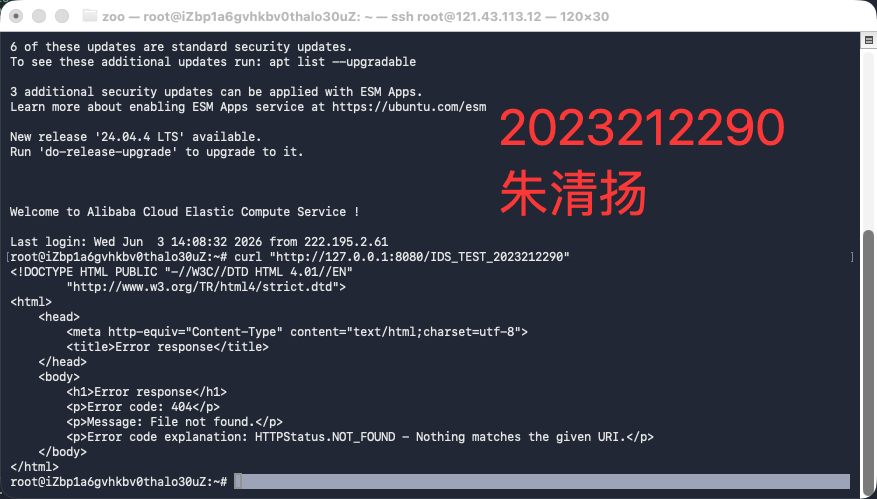 zoo — root@iZbp1a6gvhkbv0thalo30uZ: ~ — ssh root@121.43.113.12 — 120×30
6 of these updates are standard security updates.
To see these additional updates run: apt list --upgradable
3 additional security updates can be applied with ESM Apps.
Learn more about enabling ESM Apps service at https://ubuntu.com/esm
2023212290
New release '24.04.4 LTS' available.
Run 'do-release-upgrade' to upgrade to it.
朱清扬
Welcome to Alibaba Cloud Elastic Compute Service !
Last login: Wed Jun  3 14:08:32 2026 from 222.195.2.61
[root@iZbp1a6gvhkbv0thalo30uZ:~# curl "http://127.0.0.1:8080/IDS_TEST_2023212290" ]
<!DOCTYPE HTML PUBLIC "-//W3C//DTD HTML 4.01//EN"
        "http://www.w3.org/TR/html4/strict.dtd">
<html>
    <head>
        <meta http-equiv="Content-Type" content="text/html;charset=utf-8">
        <title>Error response</title>
    </head>
    <body>
        <h1>Error response</h1>
        <p>Error code: 404</p>
        <p>Message: File not found.</p>
        <p>Error code explanation: HTTPStatus.NOT_FOUND - Nothing matches the given URI.</p>
    </body>
</html>
root@iZbp1a6gvhkbv0thalo30uZ:~#